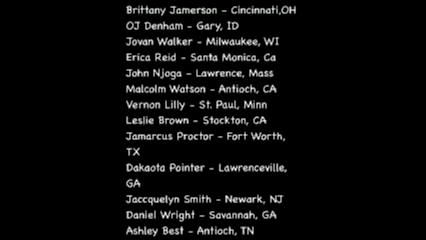 Brittany Jamerson - Cincinnati,OH
OJ Denham - Gary, ID
Jovan Walker - Milwaukee, WI
Erica Reid - Santa Monica, Ca
John Njoga - Lawrence, Mass
Malcolm Watson - Antioch, CA
Vernon Lilly - St. Paul, Minn
Leslie Brown - Stockton, CA
Jamarcus Proctor - Fort Worth,
TX
Dakaota Pointer - Lawrenceville,
GA
Jaccquelyn Smith - Newark, NJ
Daniel Wright - Savannah, GA
Ashley Best - Antioch, TN